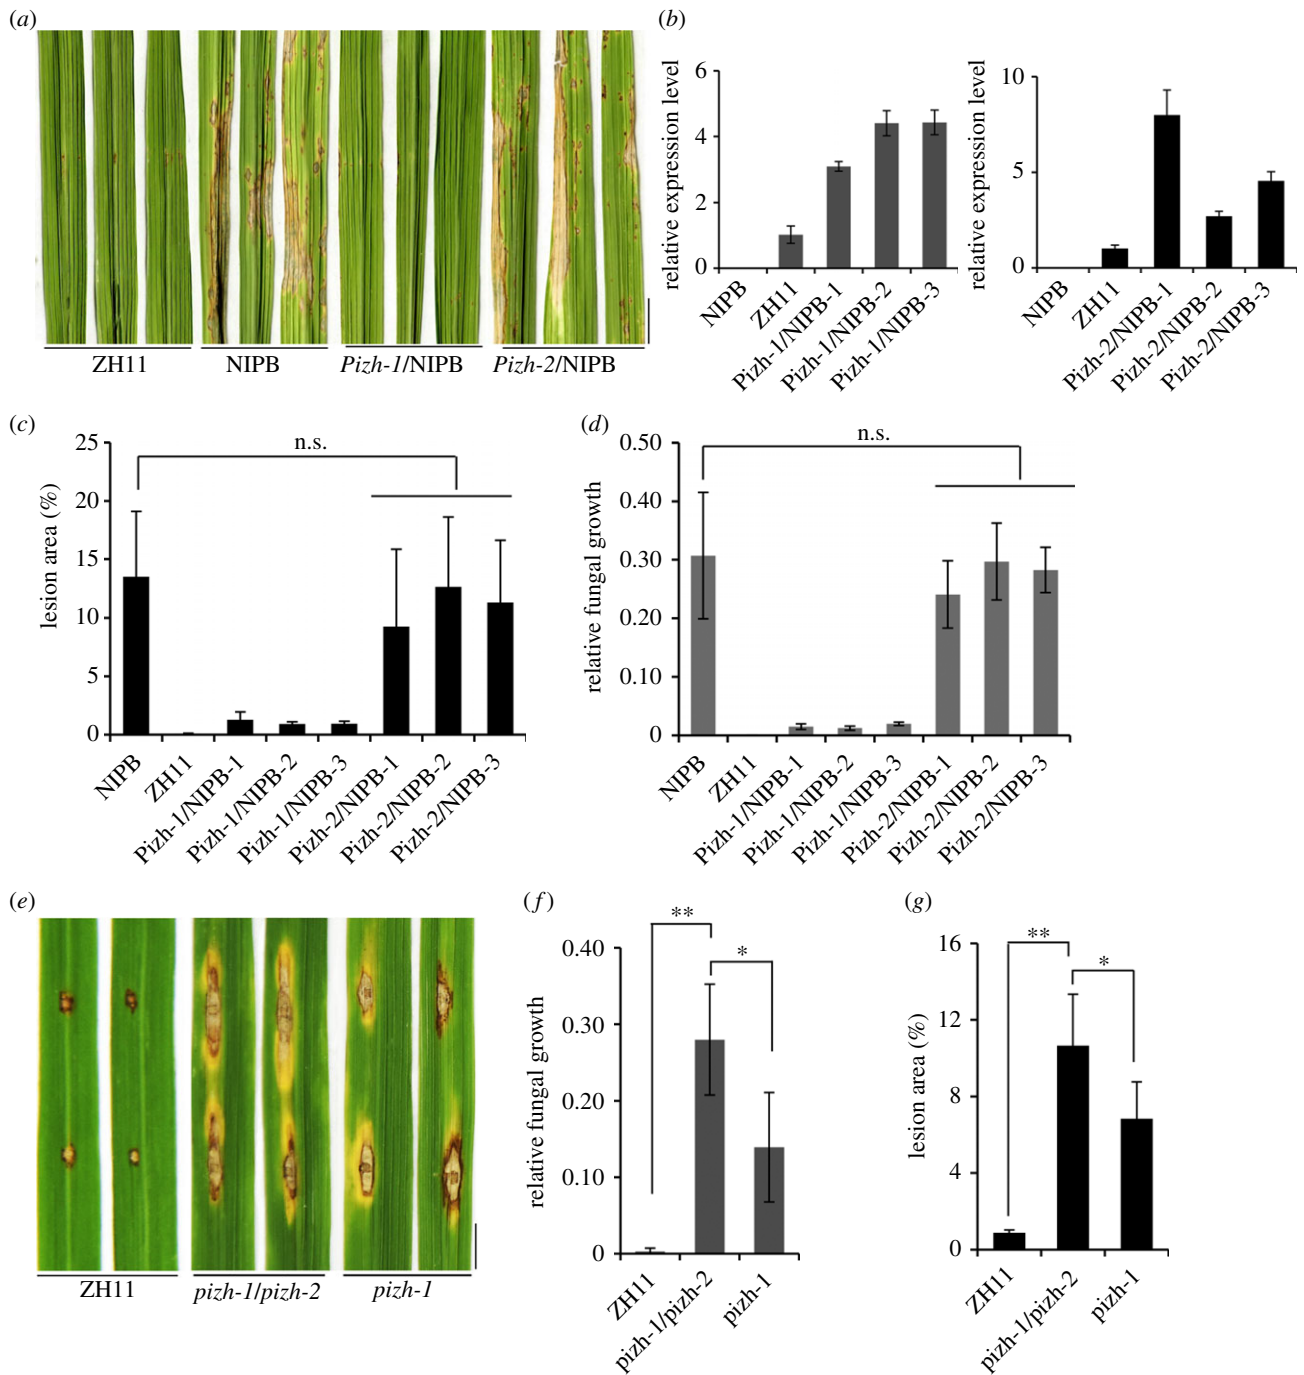 (a)
ZH11
NIPB
Pizh-1/NIPB
Pizh-2/NIPB
(b)
relative expression level
6
4
2
0
NIPB
ZH11
Pizh-1/NIPB-1
Pizh-1/NIPB-2
Pizh-1/NIPB-3
relative expression level
10
5
0
NIPB
ZH11
Pizh-2/NIPB-1
Pizh-2/NIPB-2
Pizh-2/NIPB-3
(c)
lesion area (%)
25
20
15
10
5
0
n.s.
NIPB
ZH11
Pizh-1/NIPB-1
Pizh-1/NIPB-2
Pizh-1/NIPB-3
Pizh-2/NIPB-1
Pizh-2/NIPB-2
Pizh-2/NIPB-3
(d)
relative fungal growth
0.50
0.40
0.30
0.20
0.10
0
n.s.
NIPB
ZH11
Pizh-1/NIPB-1
Pizh-1/NIPB-2
Pizh-1/NIPB-3
Pizh-2/NIPB-1
Pizh-2/NIPB-2
Pizh-2/NIPB-3
(e)
ZH11
pizh-1/pizh-2
pizh-1
(f)
relative fungal growth
0.40
0.30
0.20
0.10
0
**
*
ZH11
pizh-1/pizh-2
pizh-1
(g)
lesion area (%)
16
12
8
4
0
**
*
ZH11
pizh-1/pizh-2
pizh-1